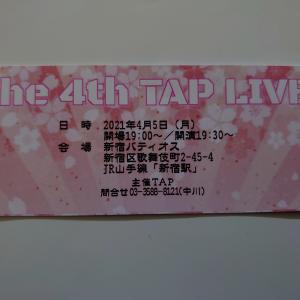 The 4th TAP LIVE
日 時 2021年4月5日(月)
開場19:00~/開演19:30~
会 場 新宿パティオス
新宿区歌舞伎町2-45-4
JR山手線「新宿駅」
主催TAP
問合せ03-3588-8121(中川)